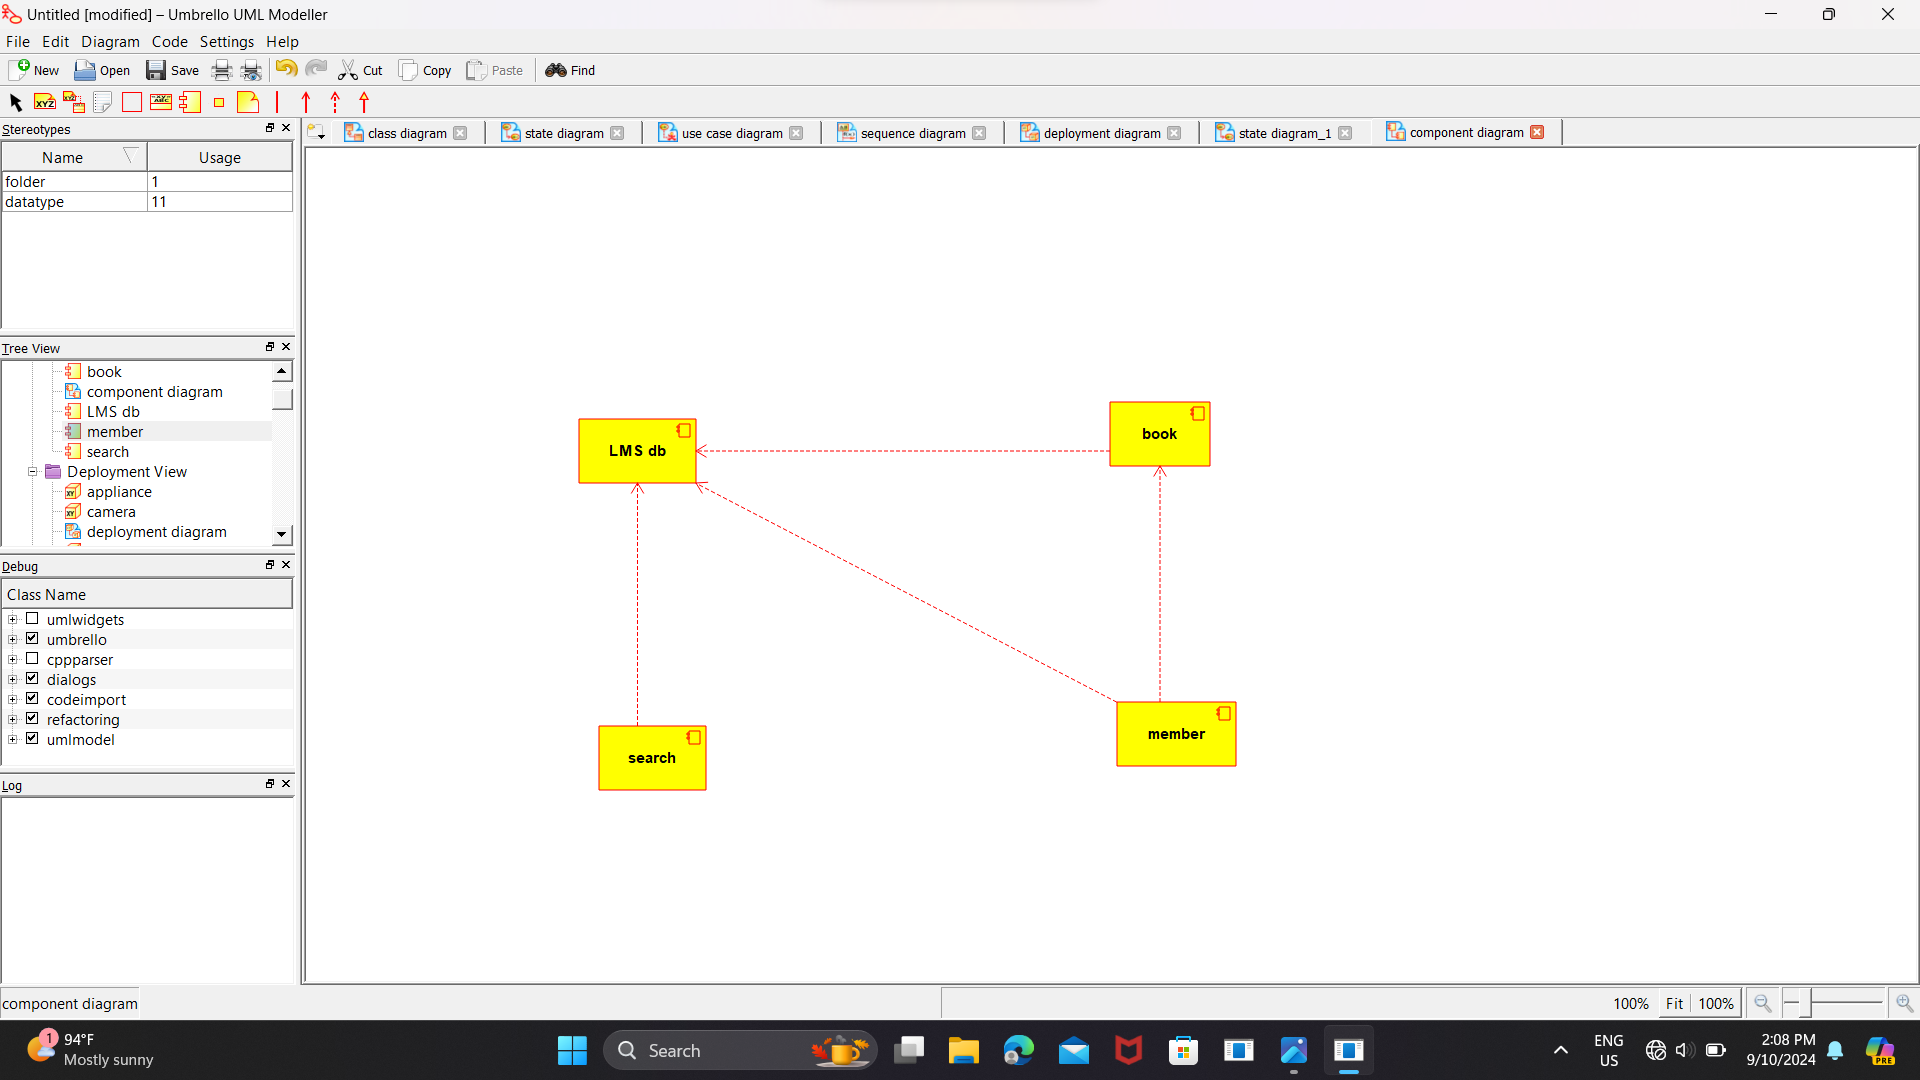 Untitled [modified] – Umbrello UML Modeller
File Edit Diagram Code Settings Help
New Open Save Cut Copy Paste Find
XYZ XYZ ABC
Stereotypes
class diagram state diagram use case diagram sequence diagram deployment diagram state diagram_1 component diagram
Name Usage
folder 1
datatype 11
Tree View
book
component diagram
LMS db
member
search
Deployment View
appliance
camera
deployment diagram
Debug
Class Name
umlwidgets
umbrello
cppparser
dialogs
codeimport
refactoring
umlmodel
Log
LMS db
book
search
member
component diagram
100% Fit 100%
1 94°F
Mostly sunny
Search
ENG
US
2:08 PM
9/10/2024
PRE